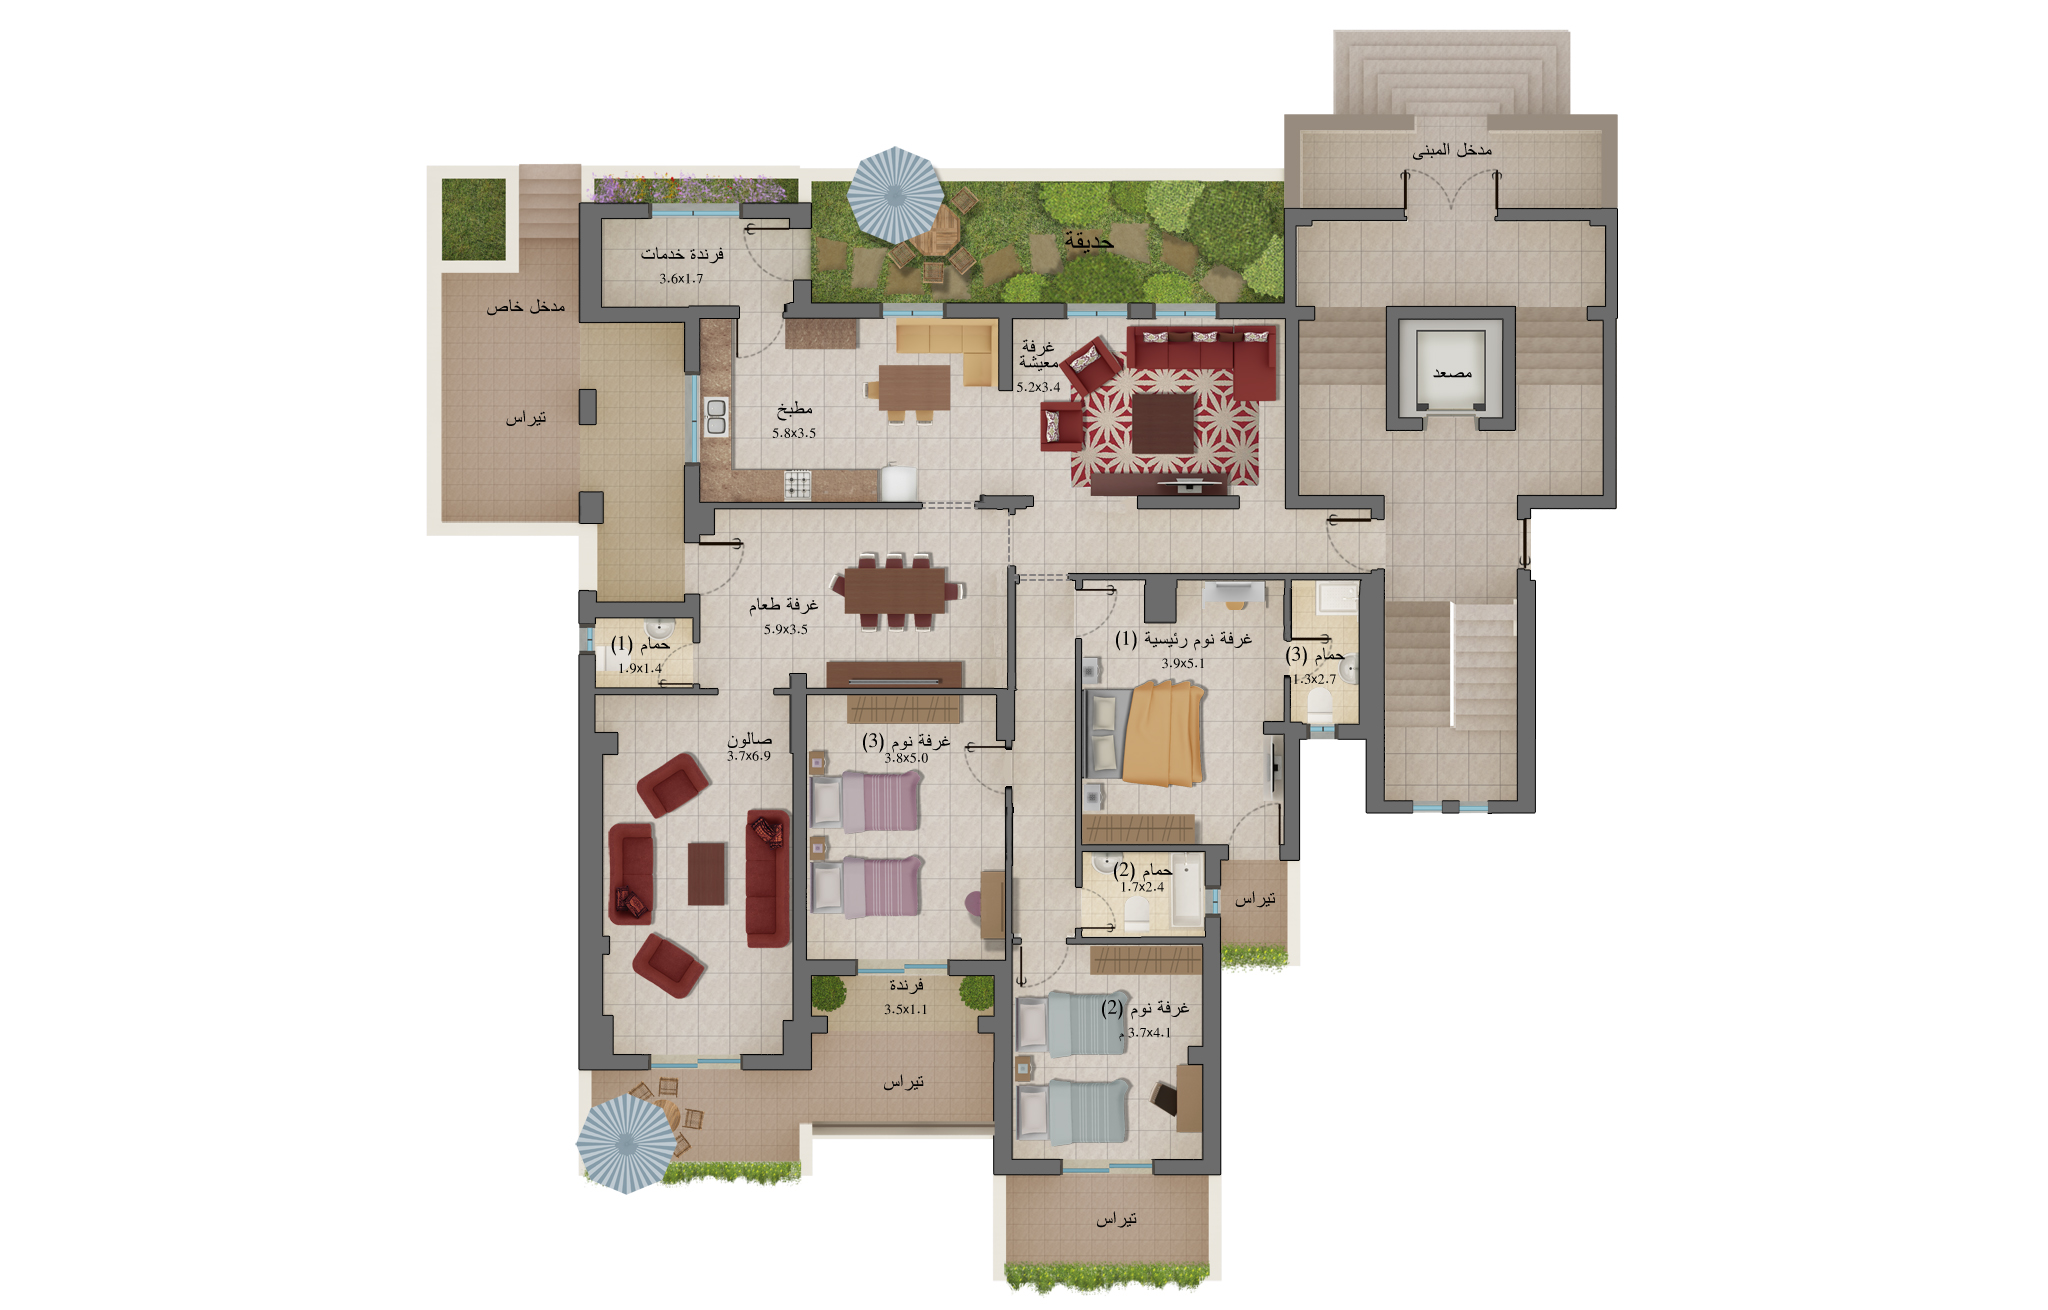 مدخل المبنى
حديقة
فرندة خدمات
3.6x1.7
مدخل خاص
غرفة
معيشة
5.2x3.4
مصعد
مطبخ
5.8x3.5
تيراس
غرفة طعام
5.9x3.5
غرفة نوم رئيسية (1)
3.9x5.1
حمام (1)
1.9x1.4
حمام (3)
1.3x2.7
صالون
3.7x6.9
غرفة نوم (3)
3.8x5.0
حمام (2)
1.7x2.4
تيراس
فرندة
3.5x1.1
غرفة نوم (2)
3.7x4.1 م
تيراس
تيراس